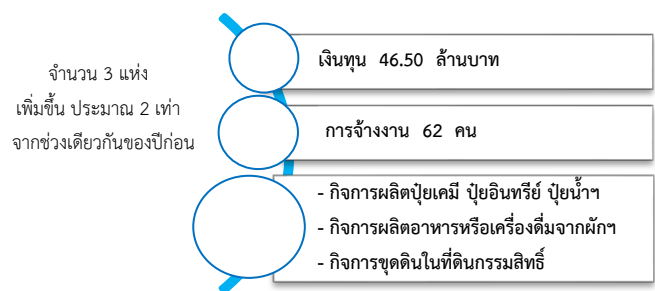 จำนวน 3 แห่ง
เพิ่มขึ้น ประมาณ 2 เท่า
จากช่วงเดียวกันของปีก่อน
เงินทุน 46.50 ล้านบาท
การจ้างงาน 62 คน
- กิจการผลิตปุ๋ยเคมี ปุ๋ยอินทรีย์ ปุ๋ยน้ำฯ
- กิจการผลิตอาหารหรือเครื่องดื่มจากผักฯ
- กิจการขุดดินในที่ดินกรรมสิทธิ์